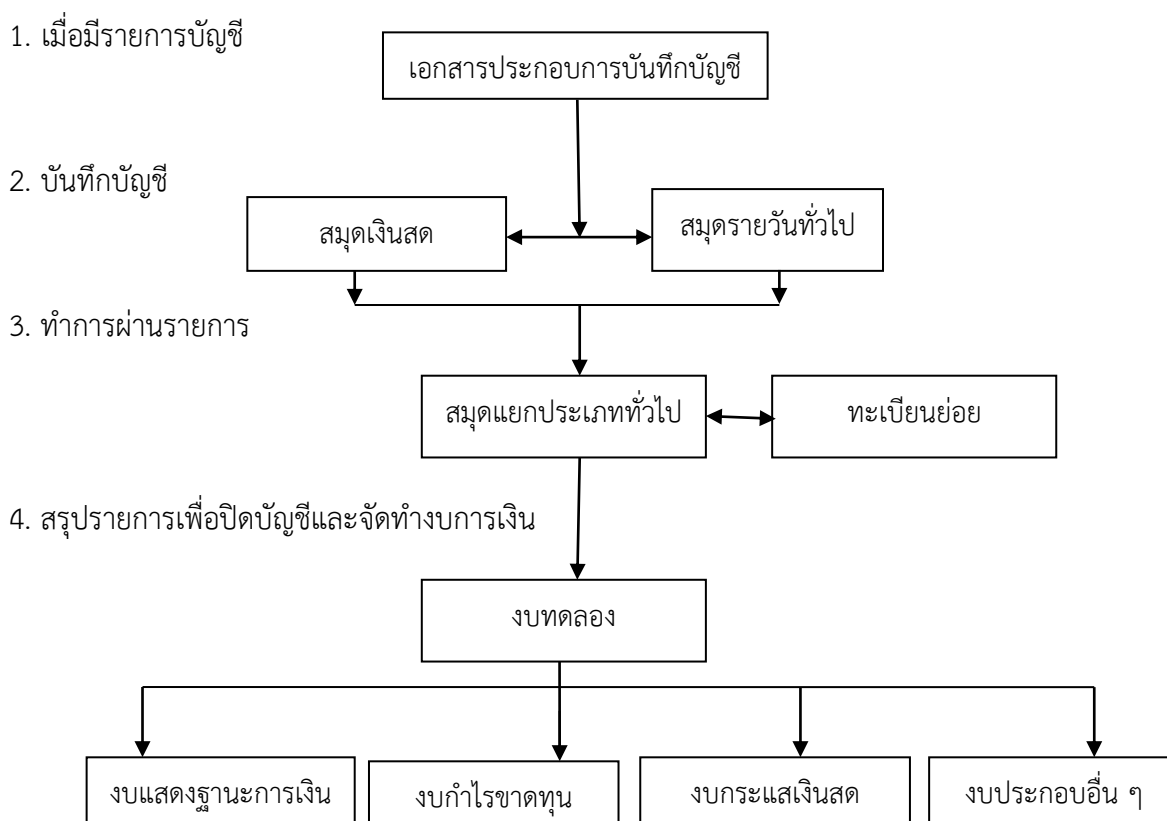 1. เมื่อมีรายการบัญชี
เอกสารประกอบการบันทึกบัญชี
2. บันทึกบัญชี
สมุดเงินสด
สมุดรายวันทั่วไป
3. ทำการผ่านรายการ
สมุดแยกประเภททั่วไป
ทะเบียนย่อย
4. สรุปรายการเพื่อปิดบัญชีและจัดทำงบการเงิน
งบทดลอง
งบแสดงฐานะการเงิน
งบกำไรขาดทุน
งบกระแสเงินสด
งบประกอบอื่น ๆ